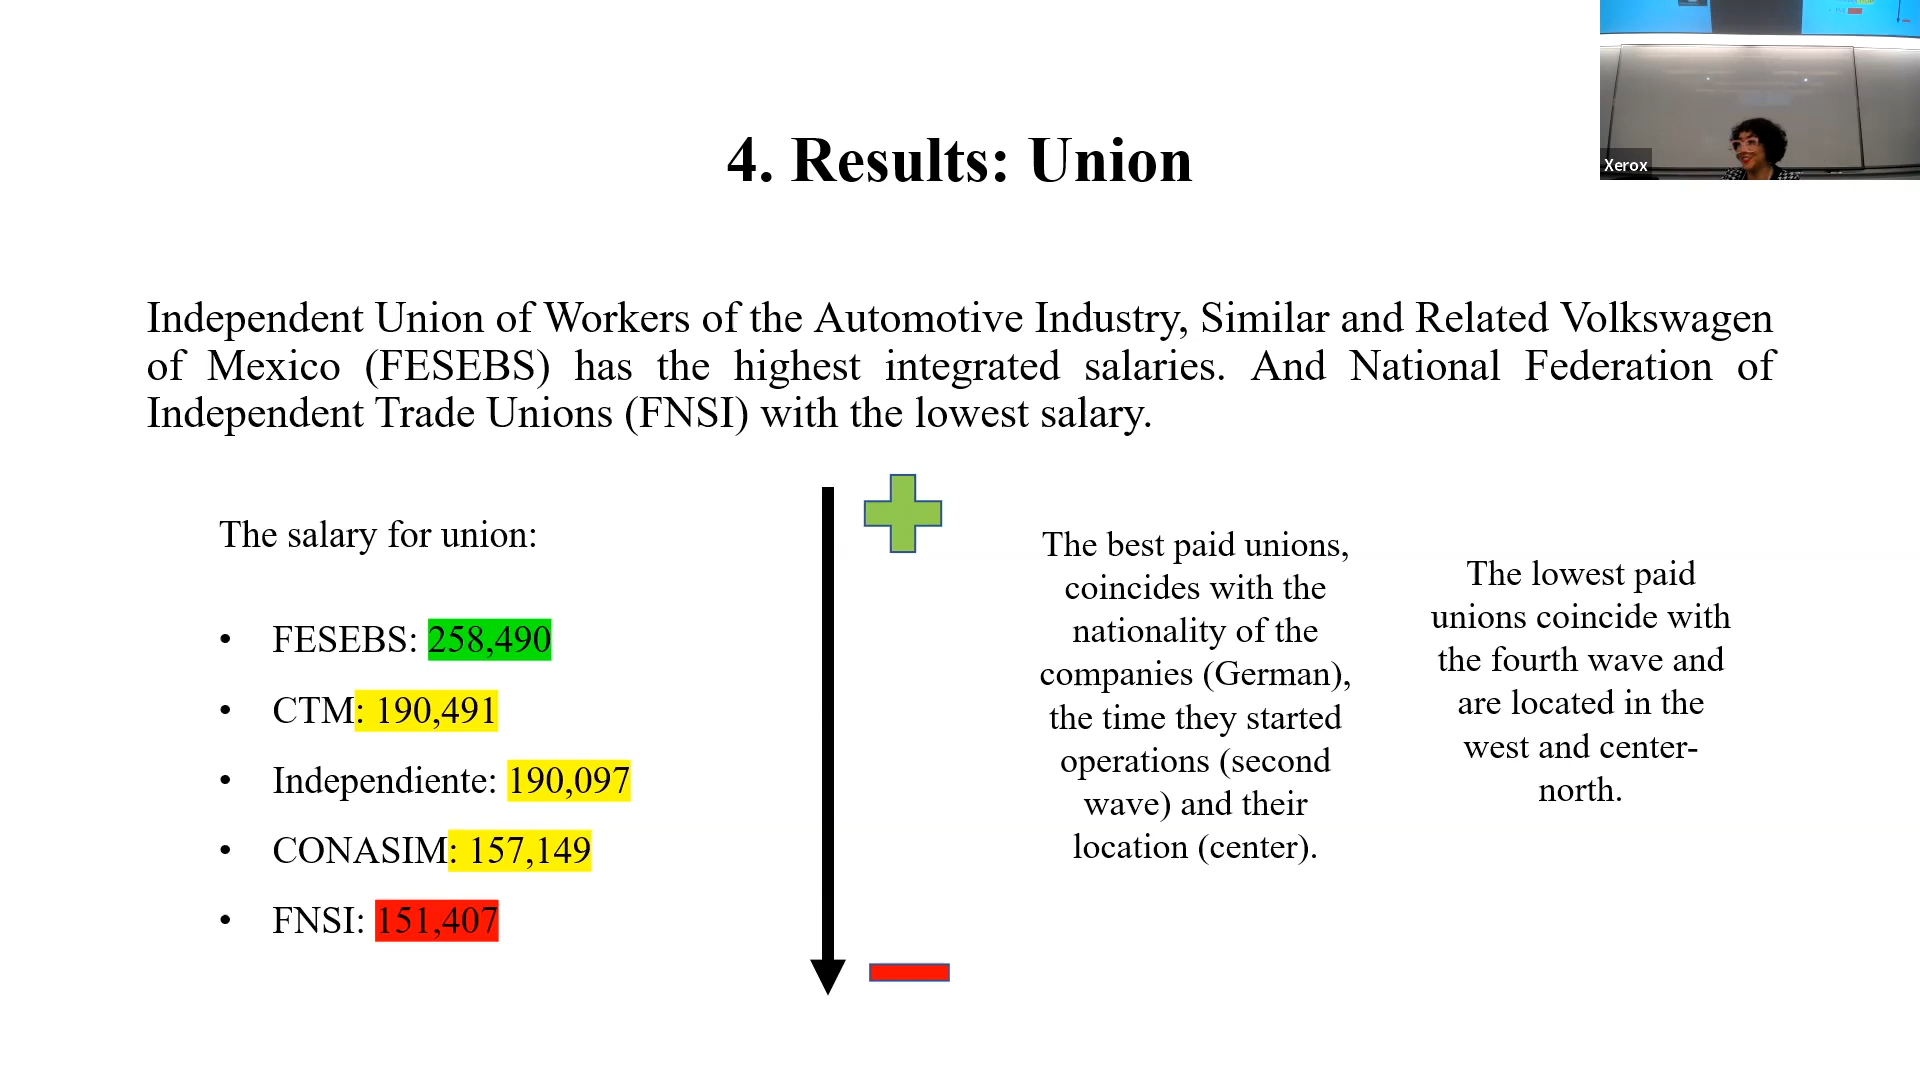 4. Results: Union
Xerox
Independent Union of Workers of the Automotive Industry, Similar and Related Volkswagen
of Mexico (FESEBS) has the highest integrated salaries. And National Federation of
Independent Trade Unions (FNSI) with the lowest salary.
The salary for union:
• FESEBS: 258,490
• CTM: 190,491
• Independiente: 190,097
• CONASIM: 157,149
• FNSI: 151,407
The best paid unions,
coincides with the
nationality of the
companies (German),
the time they started
operations (second
wave) and their
location (center).
The lowest paid
unions coincide with
the fourth wave and
are located in the
west and center-
north.